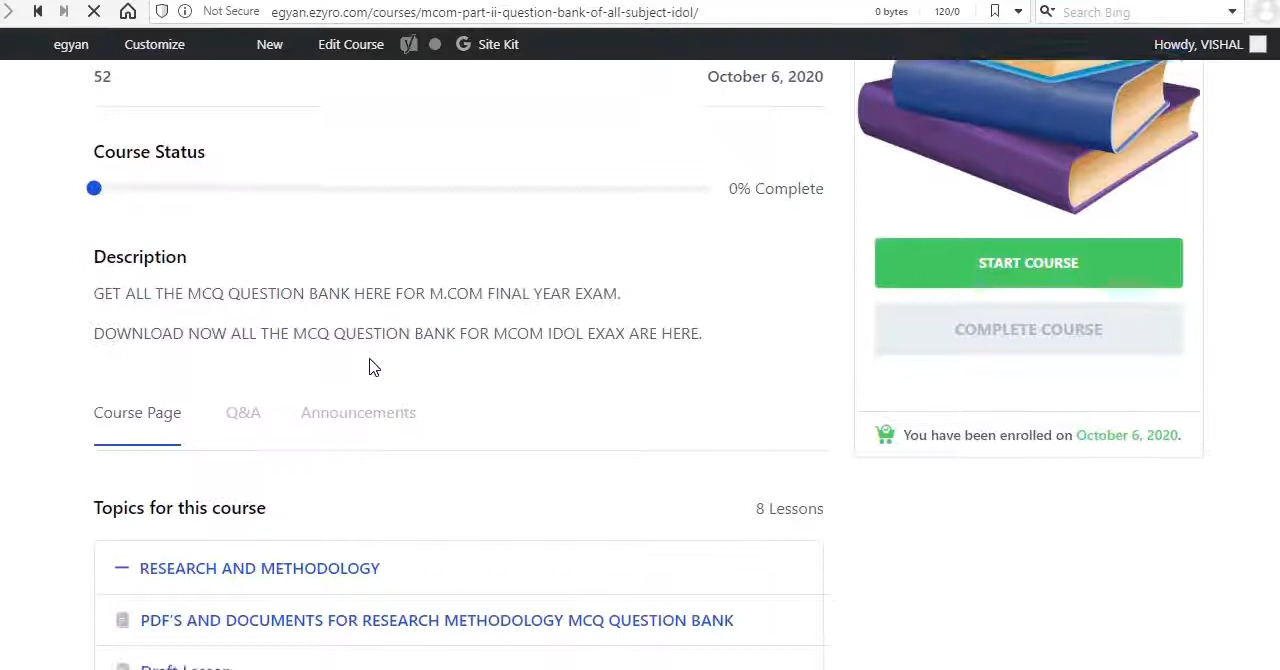 Not Secure egyan.ezyro.com/courses/mcom-part-ii-question-bank-of-all-subject-idol/ 0 bytes 120/0 Search Bing
egyan Customize New Edit Course Site Kit Howdy, VISHAL
52 October 6, 2020
Course Status
0% Complete
Description
GET ALL THE MCQ QUESTION BANK HERE FOR M.COM FINAL YEAR EXAM.
DOWNLOAD NOW ALL THE MCQ QUESTION BANK FOR MCOM IDOL EXAX ARE HERE.
START COURSE
COMPLETE COURSE
You have been enrolled on October 6, 2020.
Course Page Q&A Announcements
Topics for this course 8 Lessons
RESEARCH AND METHODOLOGY
PDF'S AND DOCUMENTS FOR RESEARCH METHODOLOGY MCQ QUESTION BANK
Draft Lesson